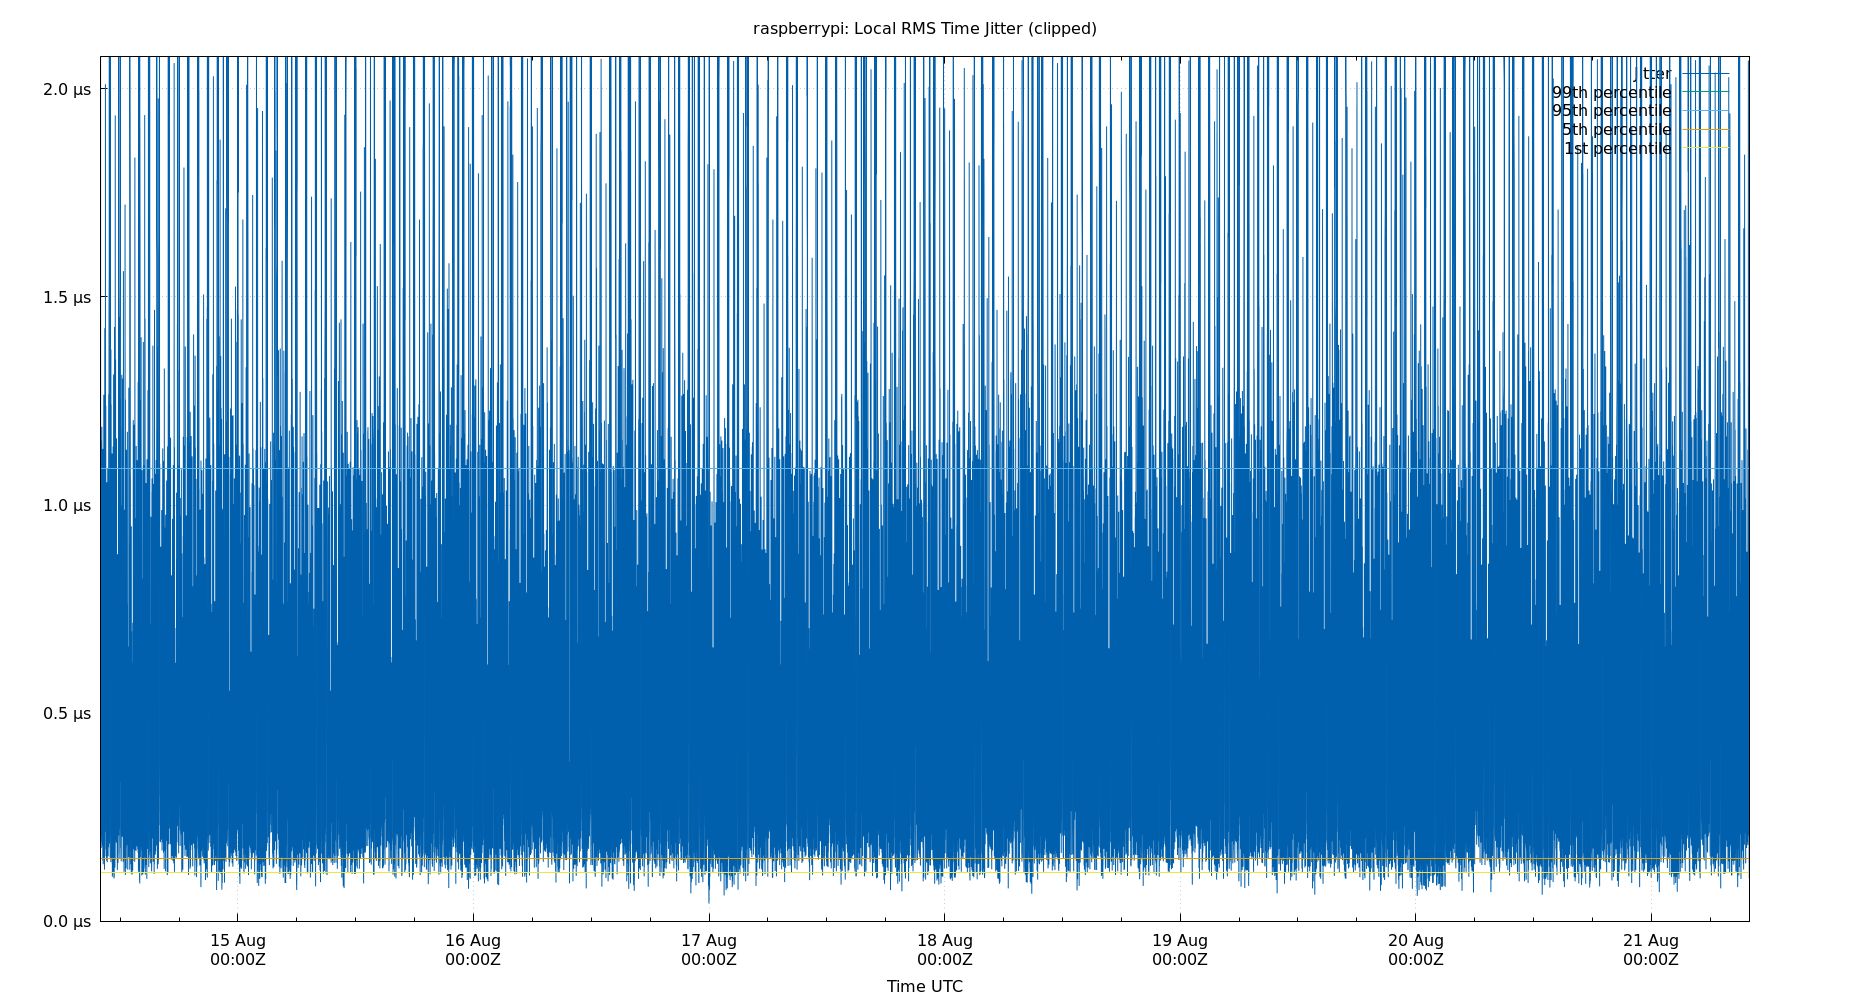 raspberrypi: Local RMS Time Jitter (clipped)
2.0 µs
1.5 µs
1.0 µs
0.5 µs
0.0 µs
jitter
99th percentile
95th percentile
5th percentile
1st percentile
15 Aug
00:00Z
16 Aug
00:00Z
17 Aug
00:00Z
18 Aug
00:00Z
19 Aug
00:00Z
20 Aug
00:00Z
21 Aug
00:00Z
Time UTC